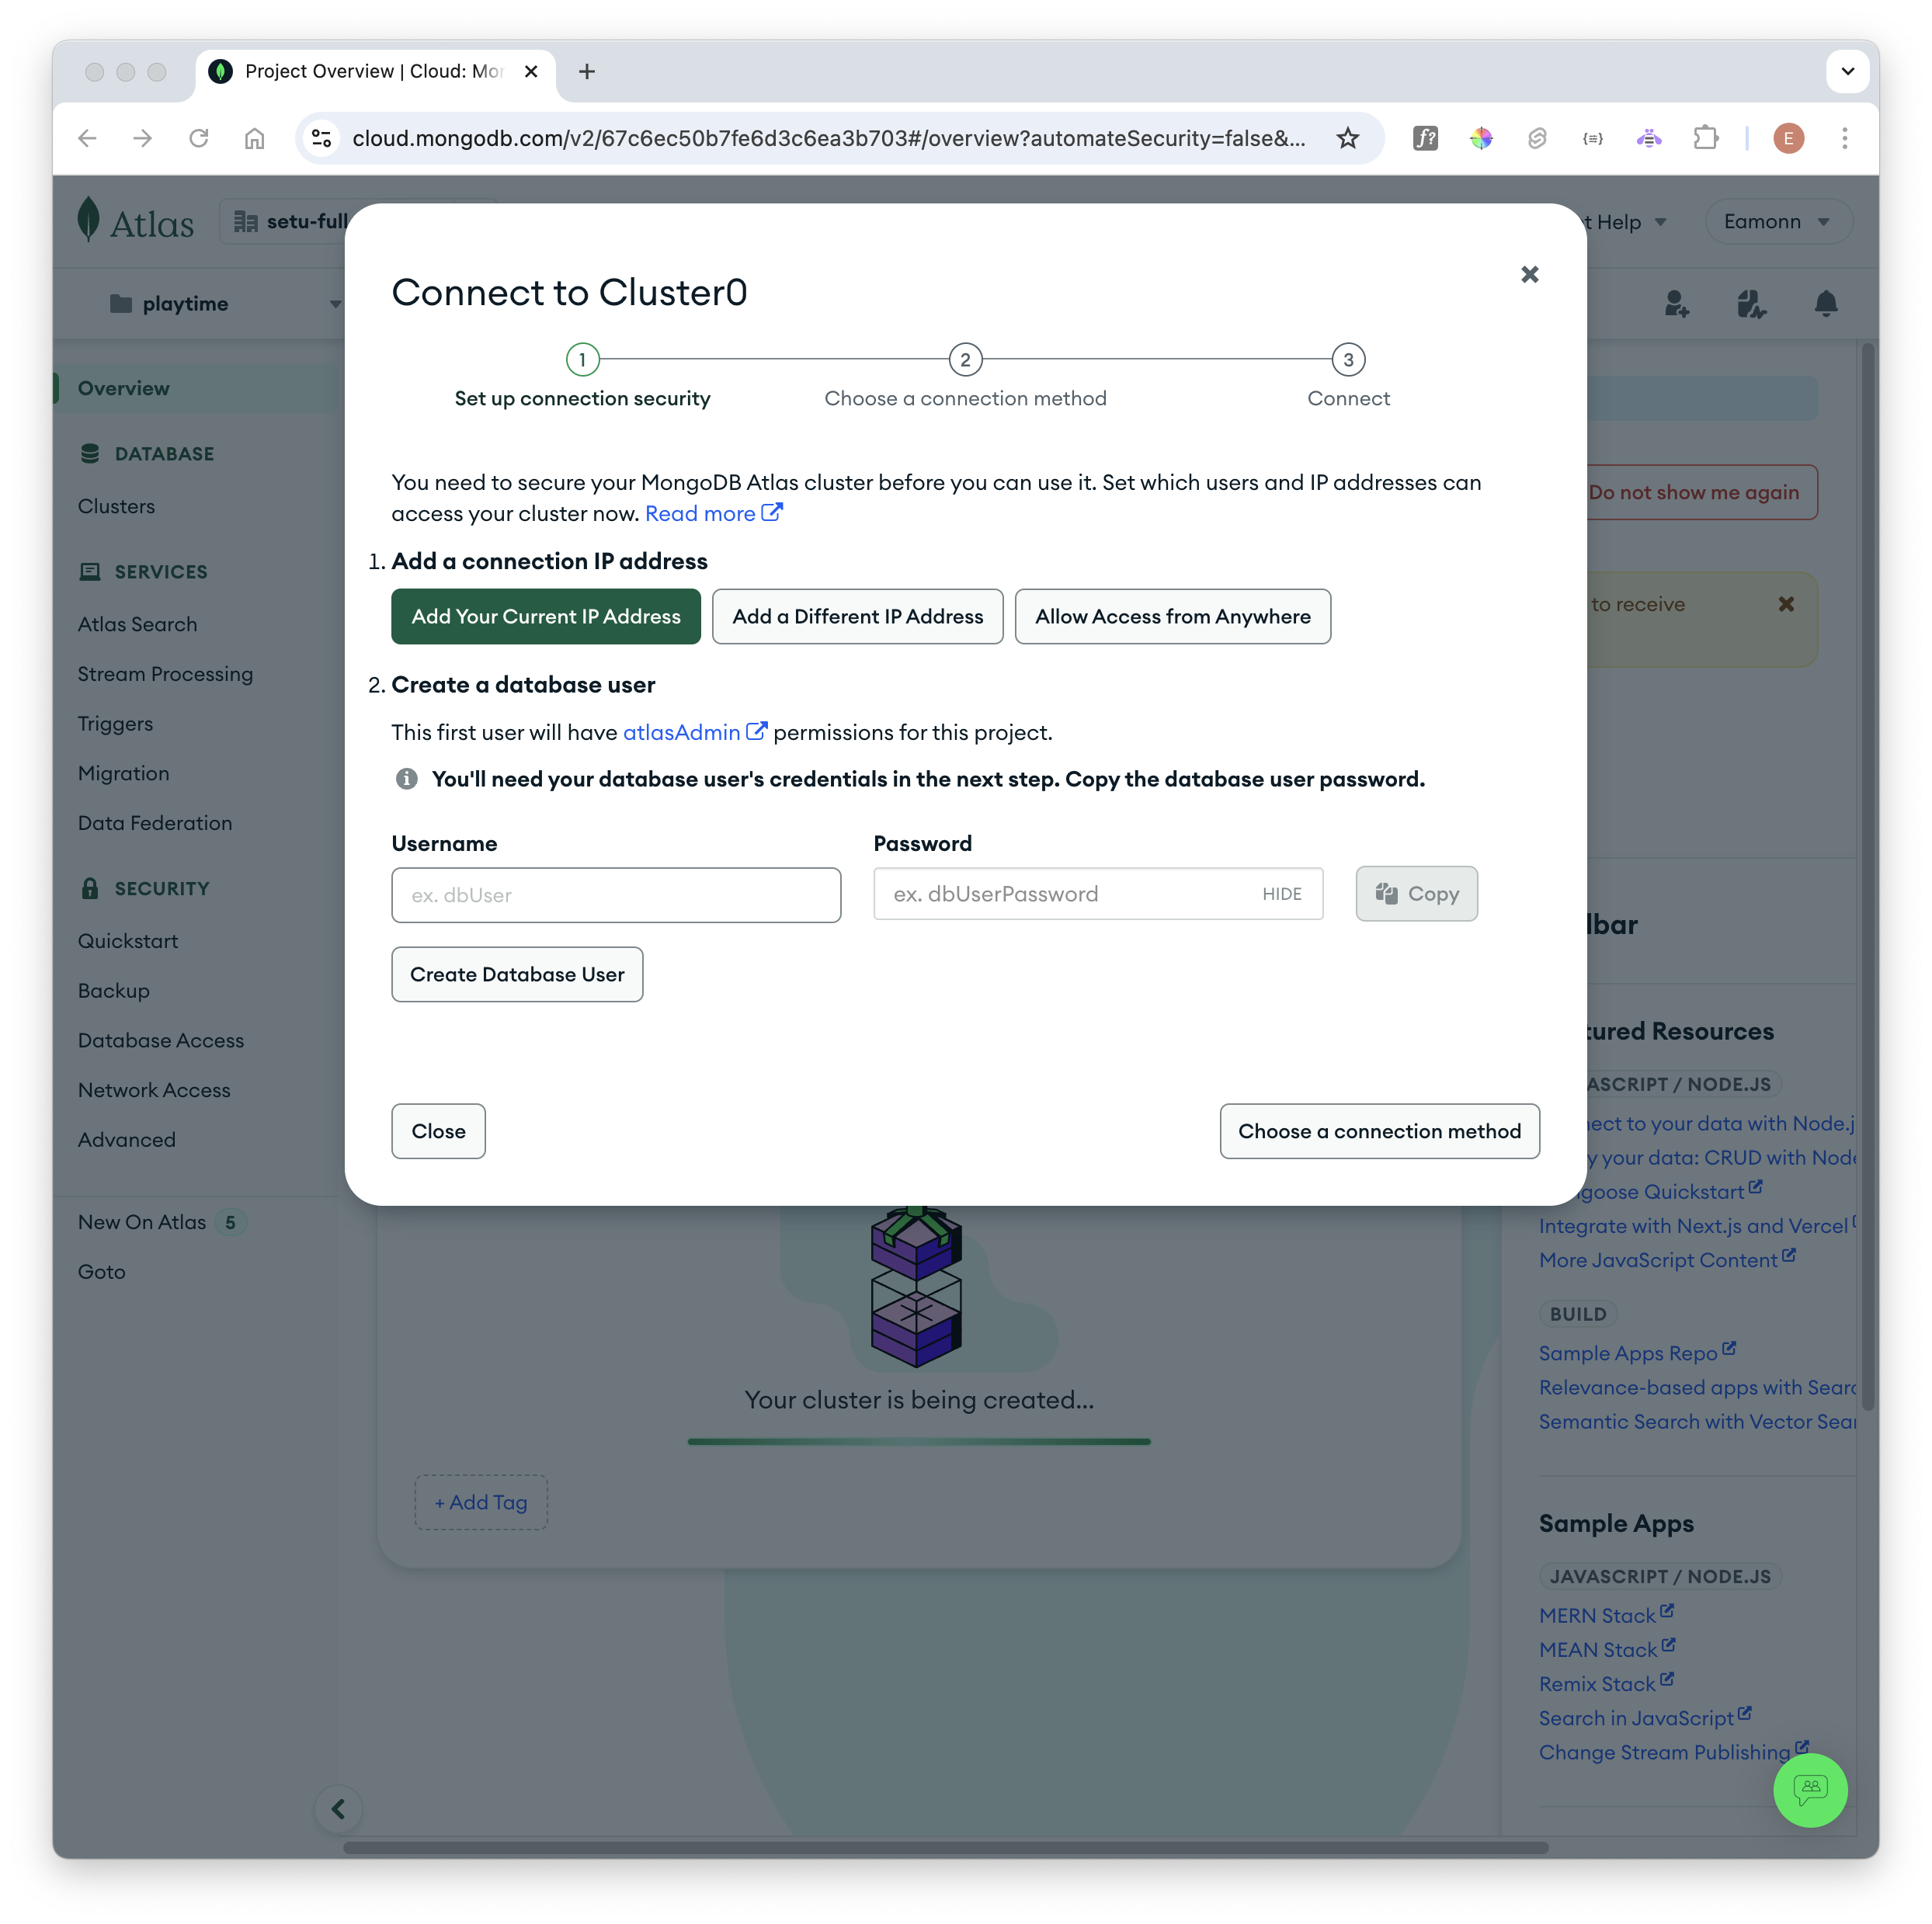 Project Overview | Cloud: Mon
cloud.mongodb.com/v2/67c6ec50b7fe6d3c6ea3b703#/overview?automateSecurity=false&...
E
Atlas
setu-full
t Help
Eamonn
playtime
Overview
DATABASE
Clusters
SERVICES
Atlas Search
Stream Processing
Triggers
Migration
Data Federation
SECURITY
Quickstart
Backup
Database Access
Network Access
Advanced
New On Atlas 5
Goto
Connect to Cluster0
1
2
3
Set up connection security
Choose a connection method
Connect
You need to secure your MongoDB Atlas cluster before you can use it. Set which users and IP addresses can
access your cluster now. Read more
1. Add a connection IP address
Add Your Current IP Address
Add a Different IP Address
Allow Access from Anywhere
2. Create a database user
This first user will have atlasAdmin permissions for this project.
You'll need your database user's credentials in the next step. Copy the database user password.
Username
Password
ex. dbUser
ex. dbUserPassword
HIDE
Copy
Create Database User
Close
Choose a connection method
Your cluster is being created...
+ Add Tag
Do not show me again
to receive
lbar
tured Resources
ASCRIPT / NODE.JS
nect to your data with Node.j
y your data: CRUD with Node
goose Quickstart
Integrate with Next.js and Vercel
More JavaScript Content
BUILD
Sample Apps Repo
Relevance-based apps with Searc
Semantic Search with Vector Sear
Sample Apps
JAVASCRIPT / NODE.JS
MERN Stack
MEAN Stack
Remix Stack
Search in JavaScript
Change Stream Publishing